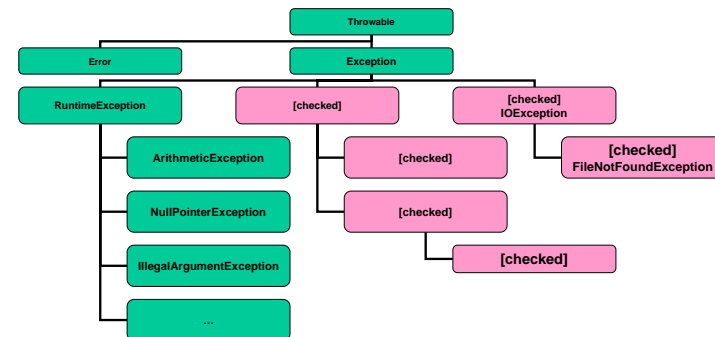 Throwable
Error
Exception
RuntimeException
[checked]
[checked]
IOException
ArithmeticException
[checked]
[checked]
FileNotFoundException
NullPointerException
[checked]
IllegalArgumentException
[checked]
...